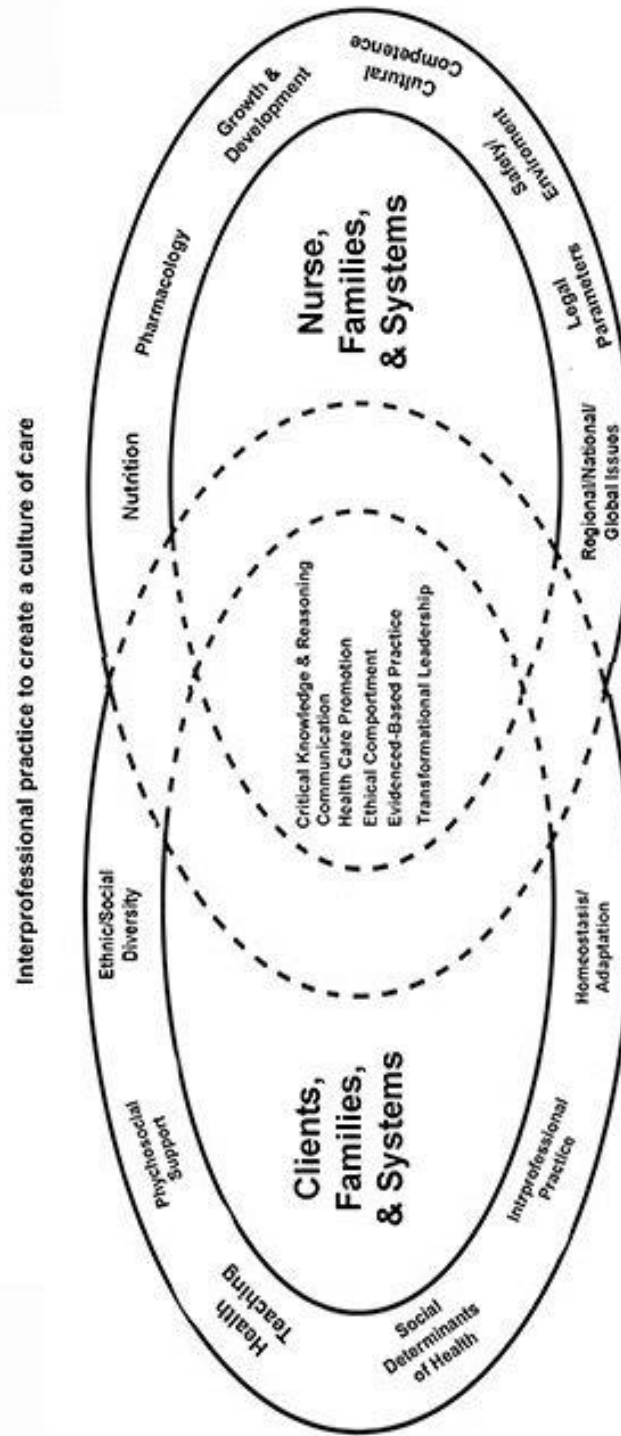 Interprofessional practice to create a culture of care
Ethnic/Social
Diversity
Nutrition
Pharmacology
Growth &
Development
Cultural
Competence
Safety/
Enviroment
Legal
Parameters
Regional/National/
Global Issues
Homeostasis/
Adaptation
Intrprofessional
Practice
Social
Determinants
of Health
Health
Teaching
Phychosocial
Support
Clients,
Families,
& Systems
Critical Knowledge & Reasoning
Communication
Health Care Promotion
Ethical Comportment
Evidenced-Based Practice
Transformational Leadership
Nurse,
Families,
& Systems